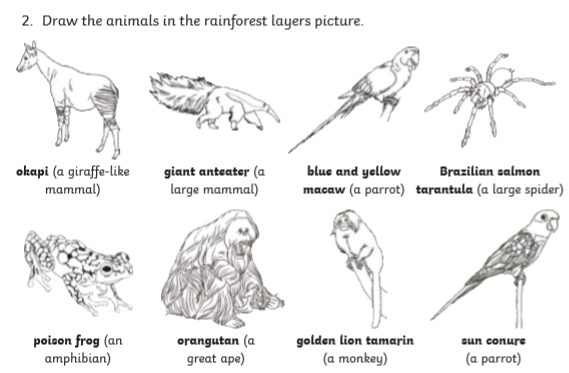 2. Draw the animals in the rainforest layers picture.
okapi (a giraffe-like
mammal)
giant anteater (a
large mammal)
blue and yellow
macaw (a parrot)
Brazilian salmon
tarantula (a large spider)
poison frog (an
amphibian)
orangutan (a
great ape)
golden lion tamarin
(a monkey)
sun conure
(a parrot)